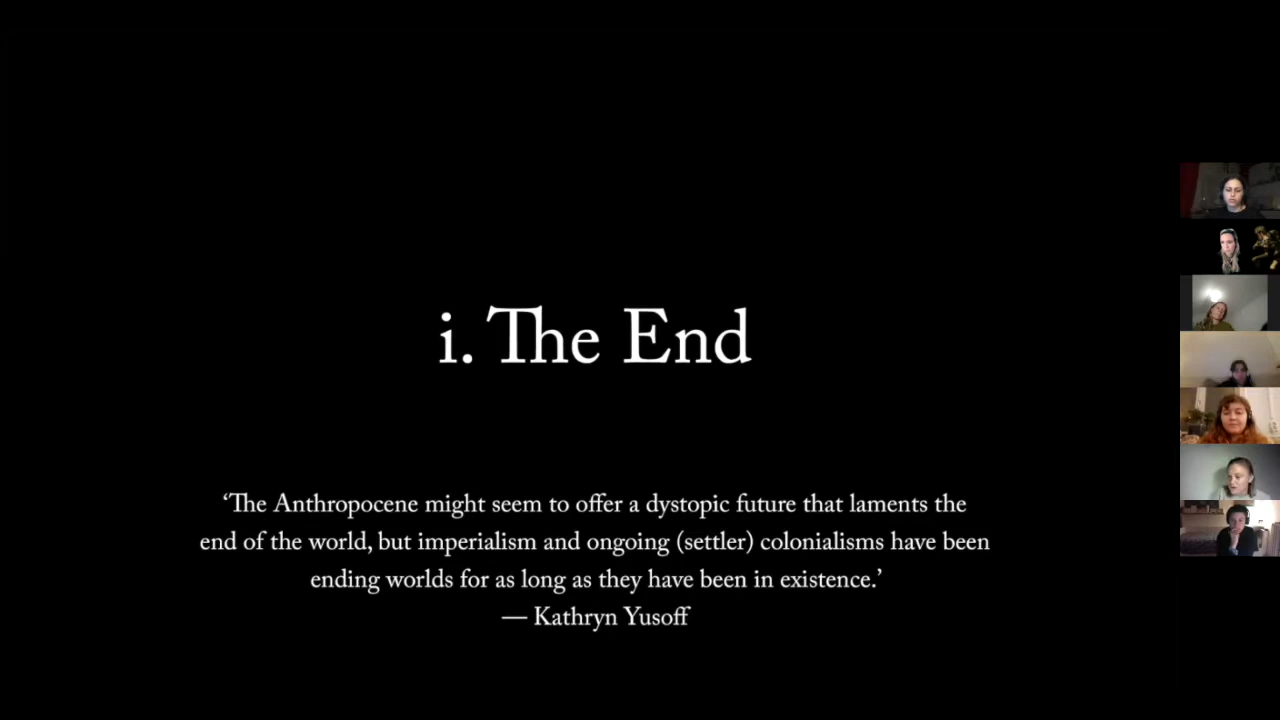 i. The End
‘The Anthropocene might seem to offer a dystopic future that laments the
end of the world, but imperialism and ongoing (settler) colonialisms have been
ending worlds for as long as they have been in existence.’
— Kathryn Yusoff